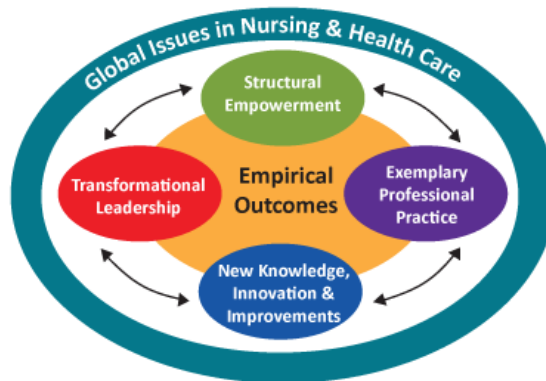 Global Issues in Nursing & Health Care
Structural
Empowerment
Transformational
Leadership
Empirical
Outcomes
Exemplary
Professional
Practice
New Knowledge,
Innovation &
Improvements